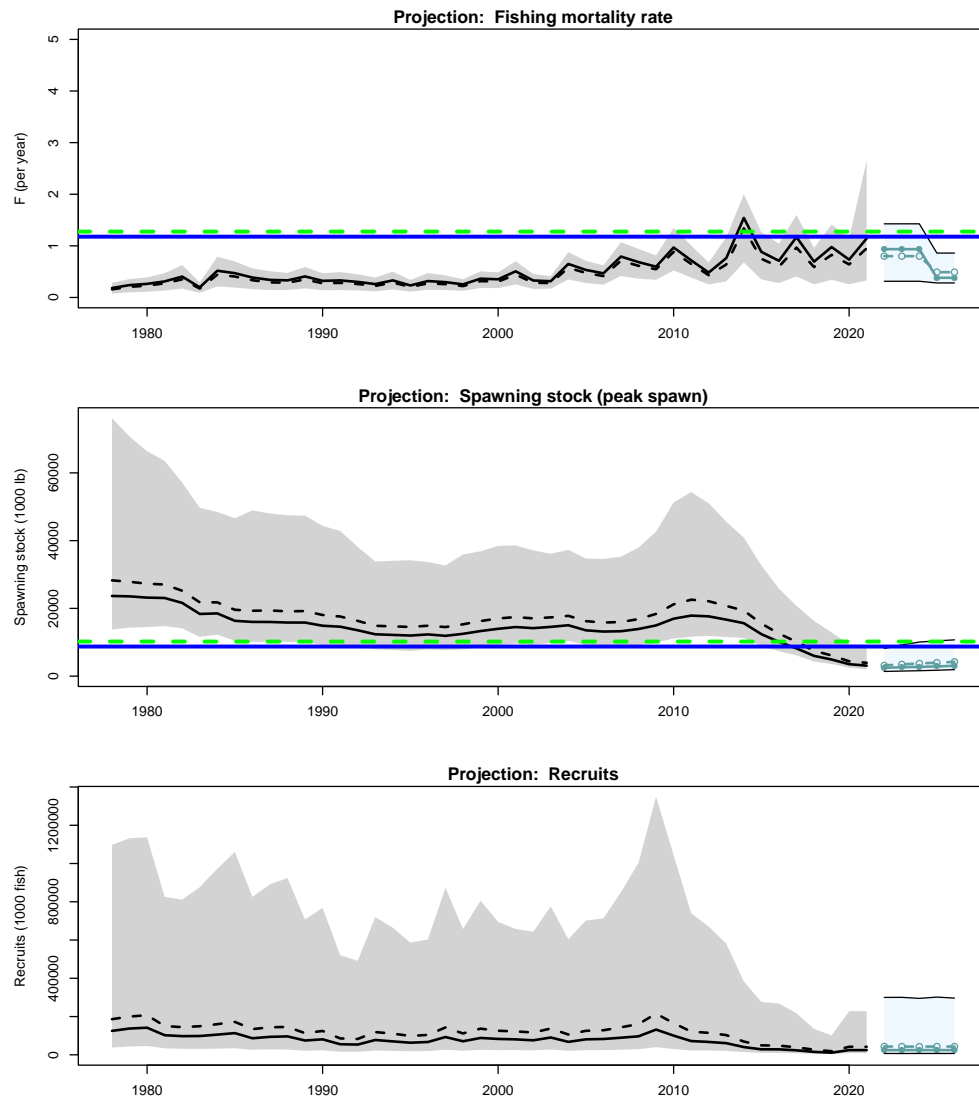 Projection: Fishing mortality rate
5
4
3
2
1
0
F (per year)
1980 1990 2000 2010 2020
Projection: Spawning stock (peak spawn)
60000
40000
20000
0
Spawning stock (1000 lb)
1980 1990 2000 2010 2020
Projection: Recruits
1200000
800000
400000
0
Recruits (1000 fish)
1980 1990 2000 2010 2020